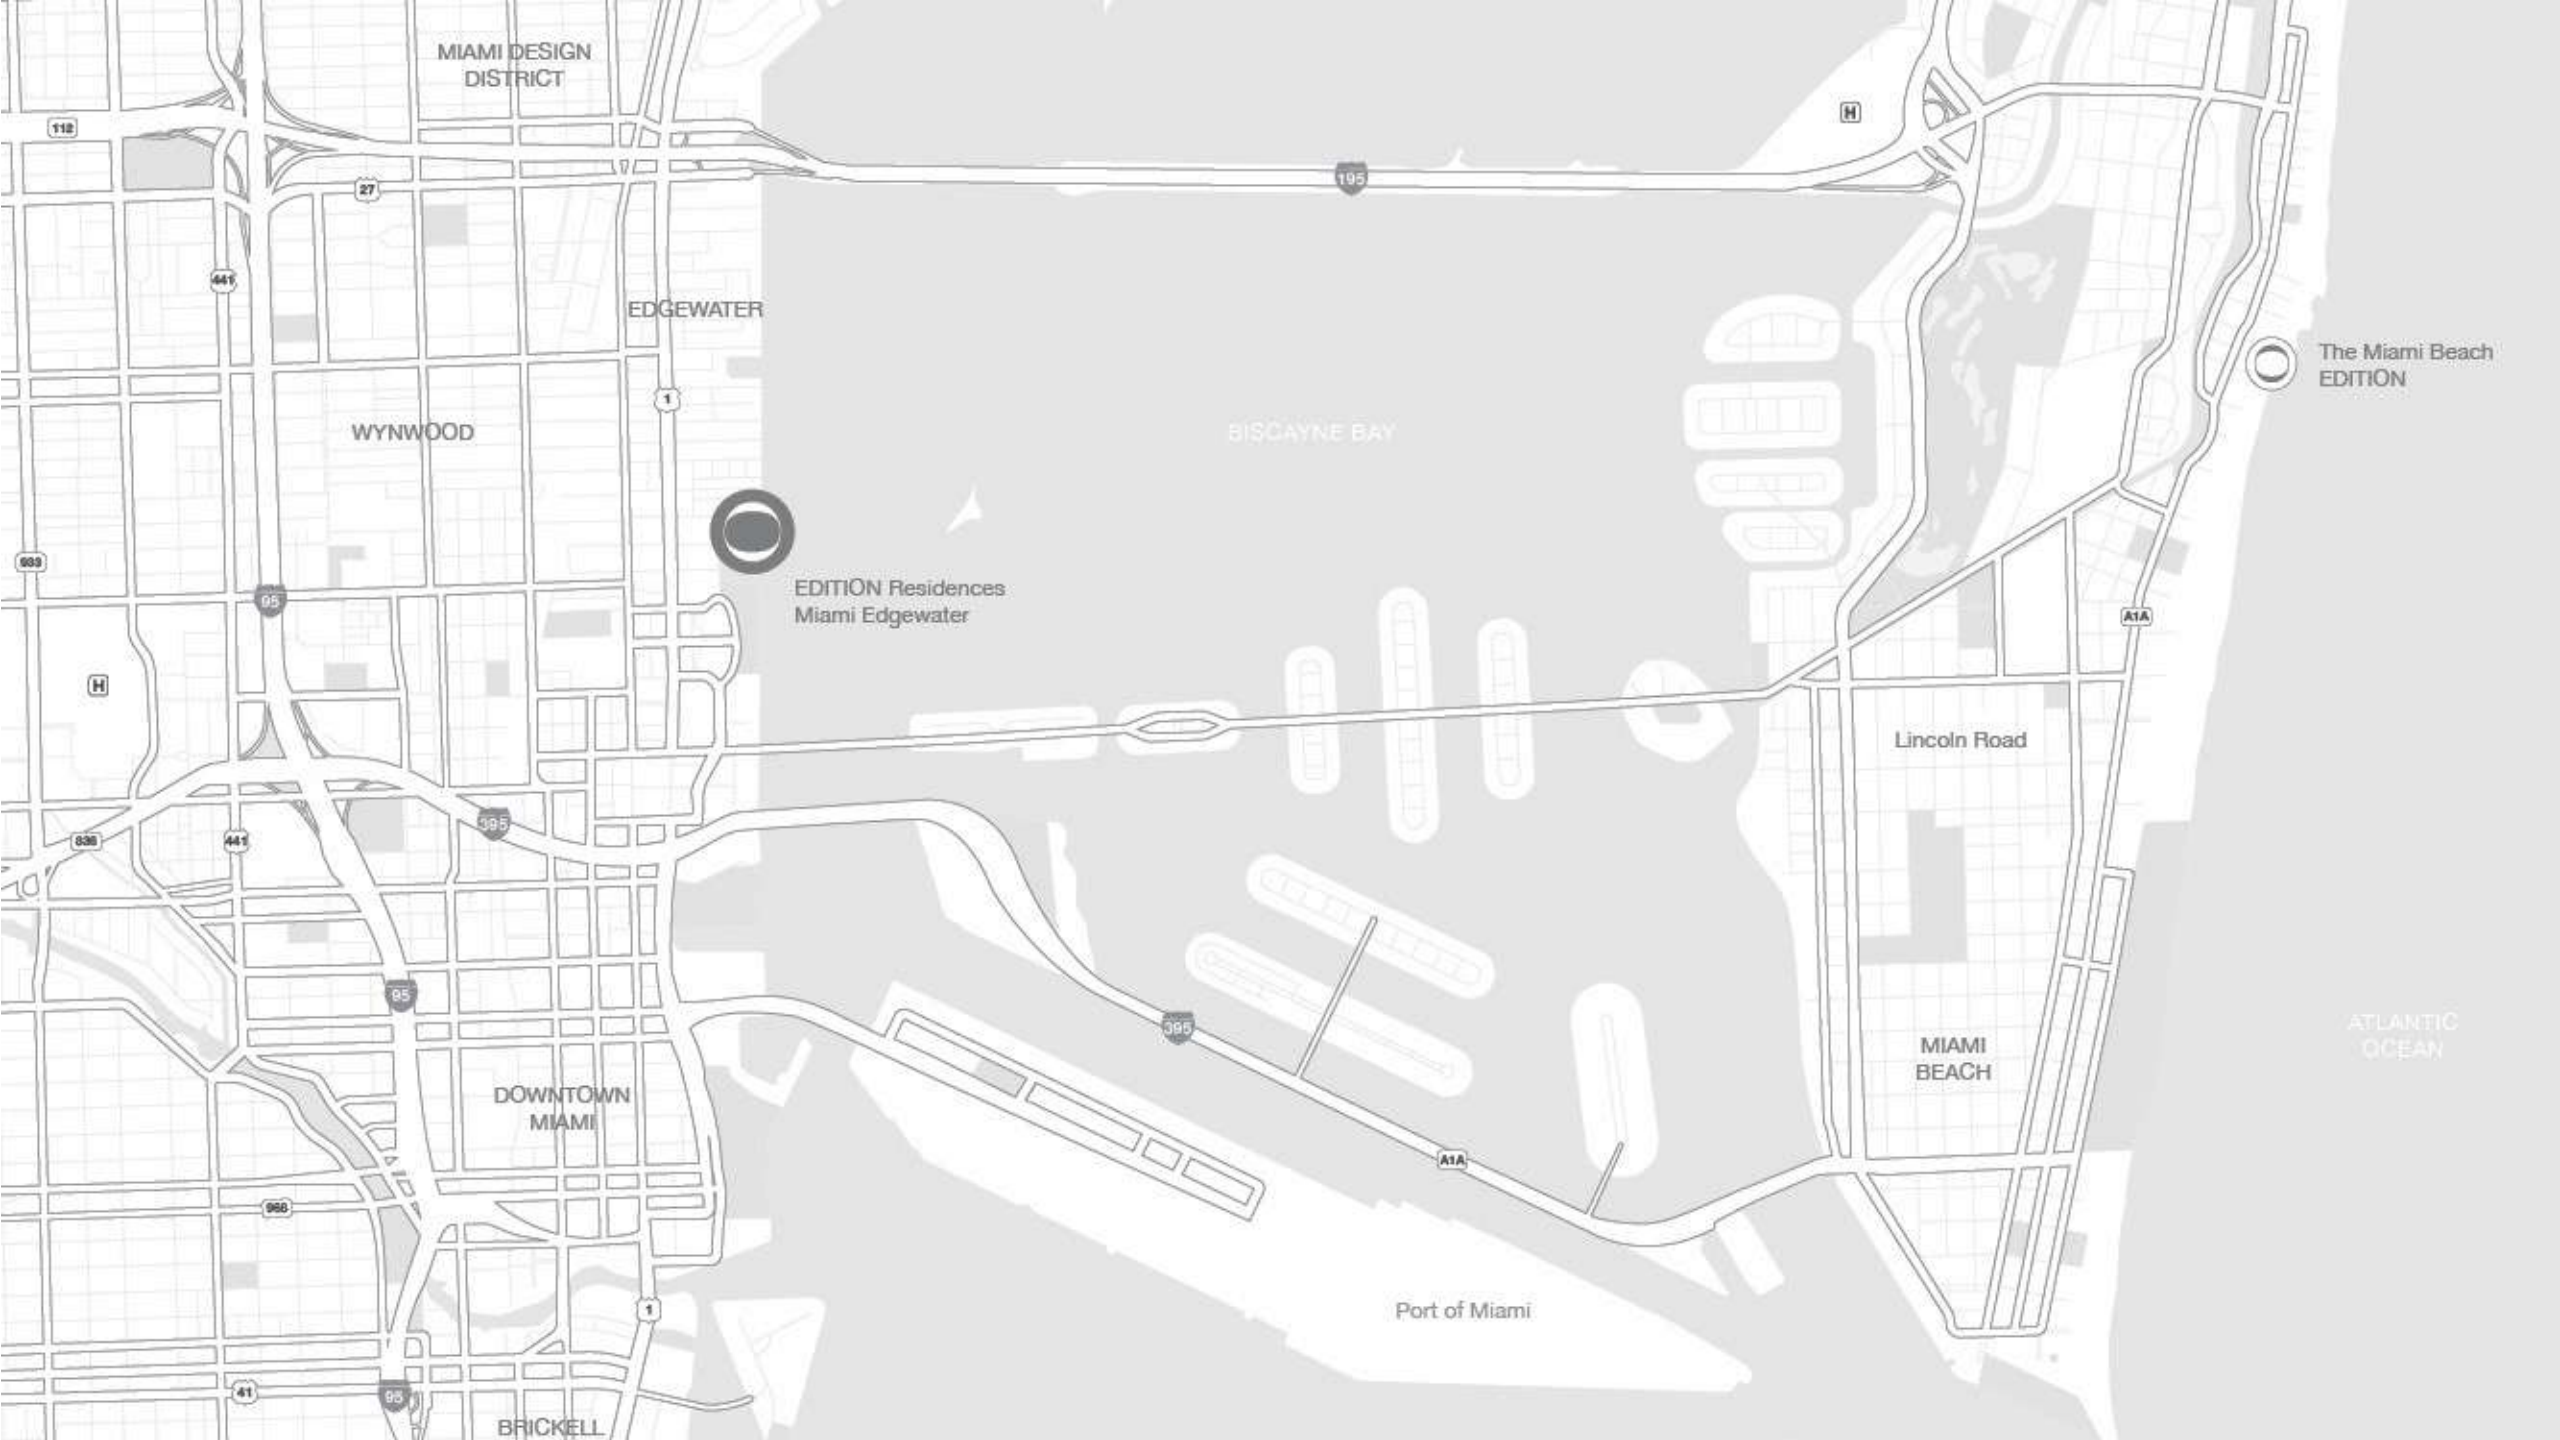 MIAMI DESIGN
DISTRICT
H
112
195
27
441
EDGEWATER
The Miami Beach
EDITION
1
WYNWOOD
BISCAYNE BAY
933
95
EDITION Residences
Miami Edgewater
A1A
H
Lincoln Road
395
836
441
95
395
ATLANTIC
OCEAN
MIAMI
BEACH
DOWNTOWN
MIAMI
A1A
968
1
Port of Miami
41
95
BRICKELL